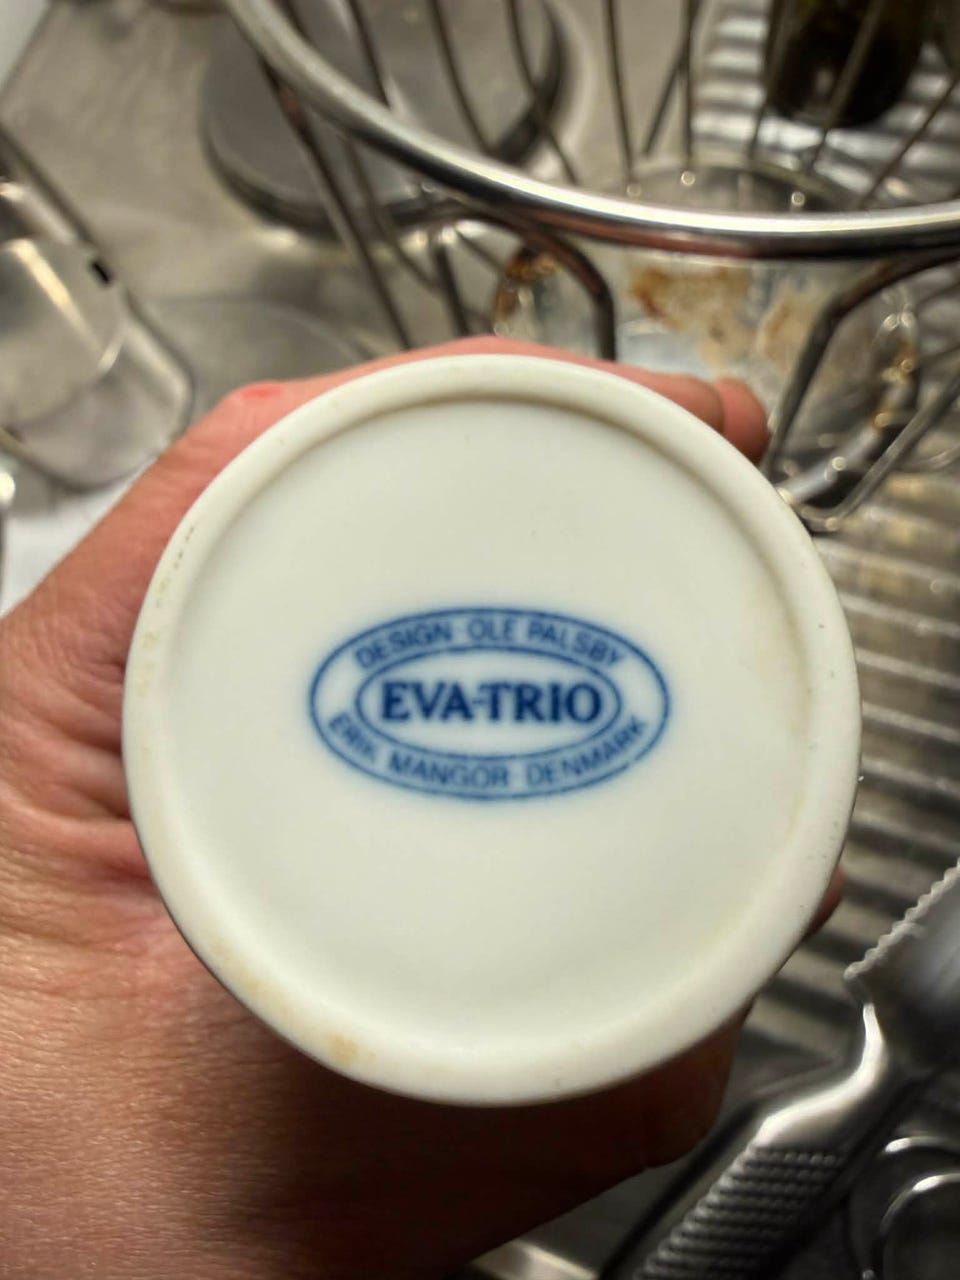 DESIGN OLE PALSBY
EVA-TRIO
ERIK MANGOR DENMARK